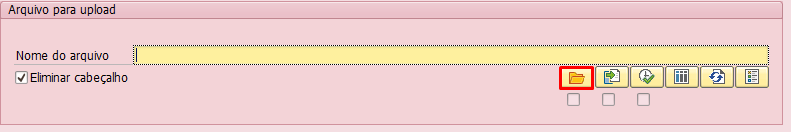 Arquivo para upload
Nome do arquivo
Eliminar cabeçalho